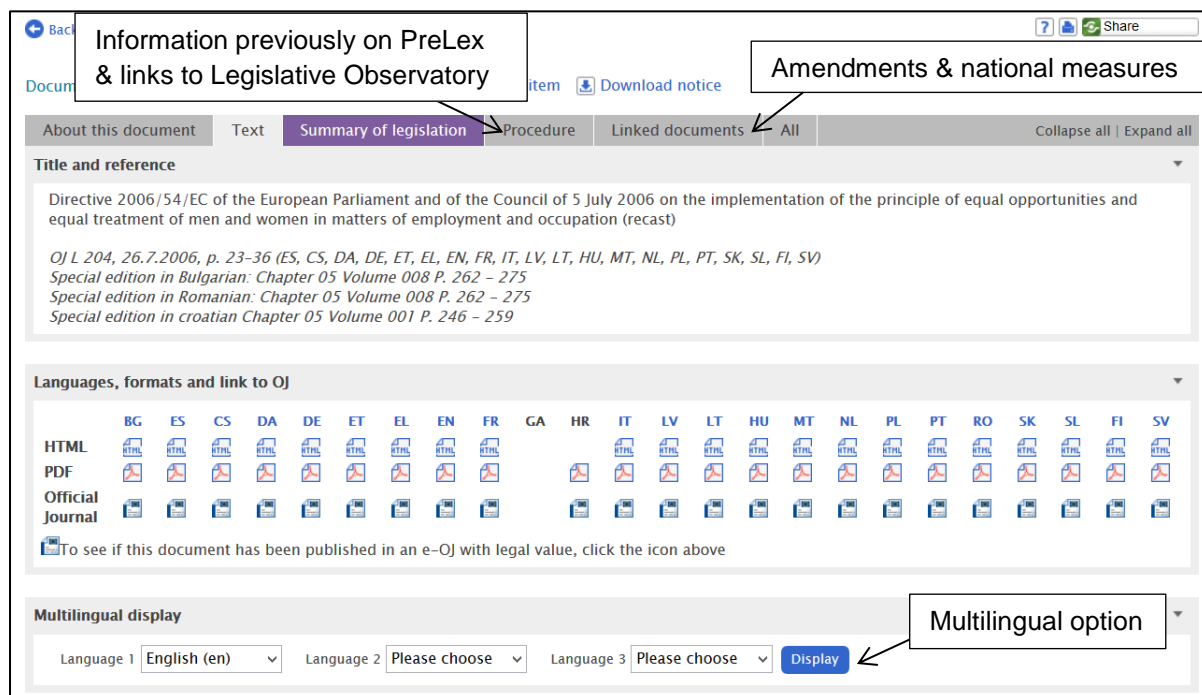 Back
? Share
Information previously on PreLex
& links to Legislative Observatory
Amendments & national measures
item Download notice
About this document Text Summary of legislation Procedure Linked documents All Collapse all | Expand all
Title and reference
Directive 2006/54/EC of the European Parliament and of the Council of 5 July 2006 on the implementation of the principle of equal opportunities and
equal treatment of men and women in matters of employment and occupation (recast)
OJ L 204, 26.7.2006, p. 23–36 (ES, CS, DA, DE, ET, EL, EN, FR, IT, LV, LT, HU, MT, NL, PL, PT, SK, SL, FI, SV)
Special edition in Bulgarian: Chapter 05 Volume 008 P. 262 – 275
Special edition in Romanian: Chapter 05 Volume 008 P. 262 – 275
Special edition in croatian Chapter 05 Volume 001 P. 246 – 259
Languages, formats and link to OJ
BG ES CS DA DE ET EL EN FR GA HR IT LV LT HU MT NL PL PT RO SK SL FI SV
HTML
PDF
Official
Journal
To see if this document has been published in an e-OJ with legal value, click the icon above
Multilingual display
Multilingual option
Language 1 English (en) Language 2 Please choose Language 3 Please choose Display